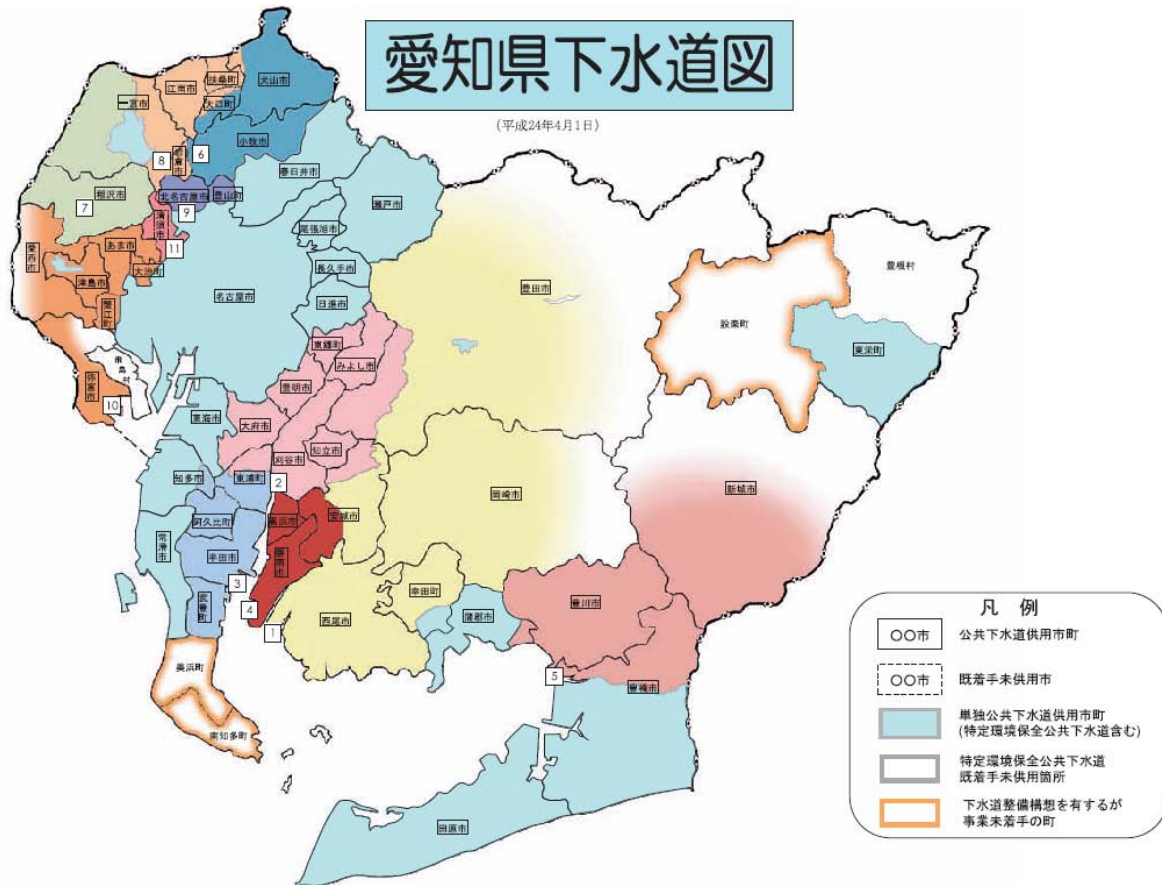 愛知県下水道図
(平成24年4月1日)
扶桑町
犬山市
江南市
大口町
一宮市
小牧市
8
岩倉市
6
春日井市
稲沢市
7
北名古屋市
豊山町
9
瀬戸市
清須市
11
尾張旭市
愛西市
あま市
大治町
津島市
蟹江町
長久手市
名古屋市
日進市
豊田市
豊根村
設楽町
東栄町
東郷町
みよし市
飛島村
弥富市
10
豊明市
東海市
大府市
刈谷市
知立市
知多市
東浦町
2
岡崎市
新城市
阿久比町
高浜市
安城市
常滑市
半田市
碧南市
3
武豊町
4
1
西尾市
幸田町
蒲郡市
豊川市
美浜町
5
豊橋市
南知多町
田原市
凡 例
○○市 公共下水道供用市町
○○市 既着手未供用市
単独公共下水道供用市町
(特定環境保全公共下水道含む)
特定環境保全公共下水道
既着手未供用箇所
下水道整備構想を有するが
事業未着手の町